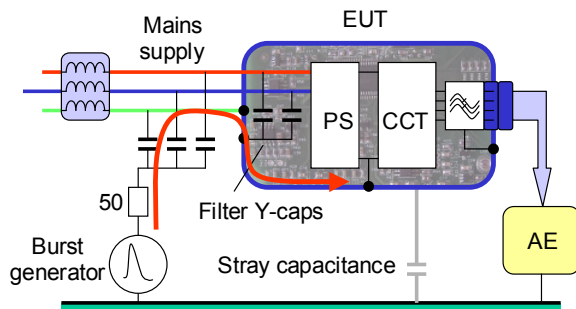 Mains
supply
EUT
PS
CCT
50
Filter Y-caps
Burst
generator
Stray capacitance
AE